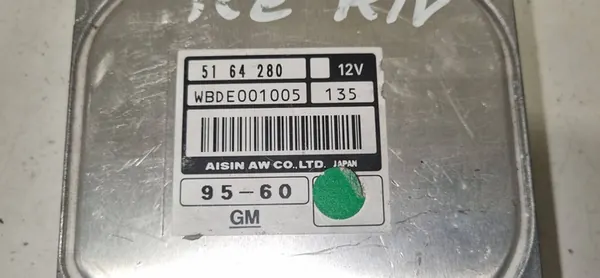 51 64 280 12V
WBDE001005 135
AISIN AW CO.,LTD. JAPAN
95-60
GM